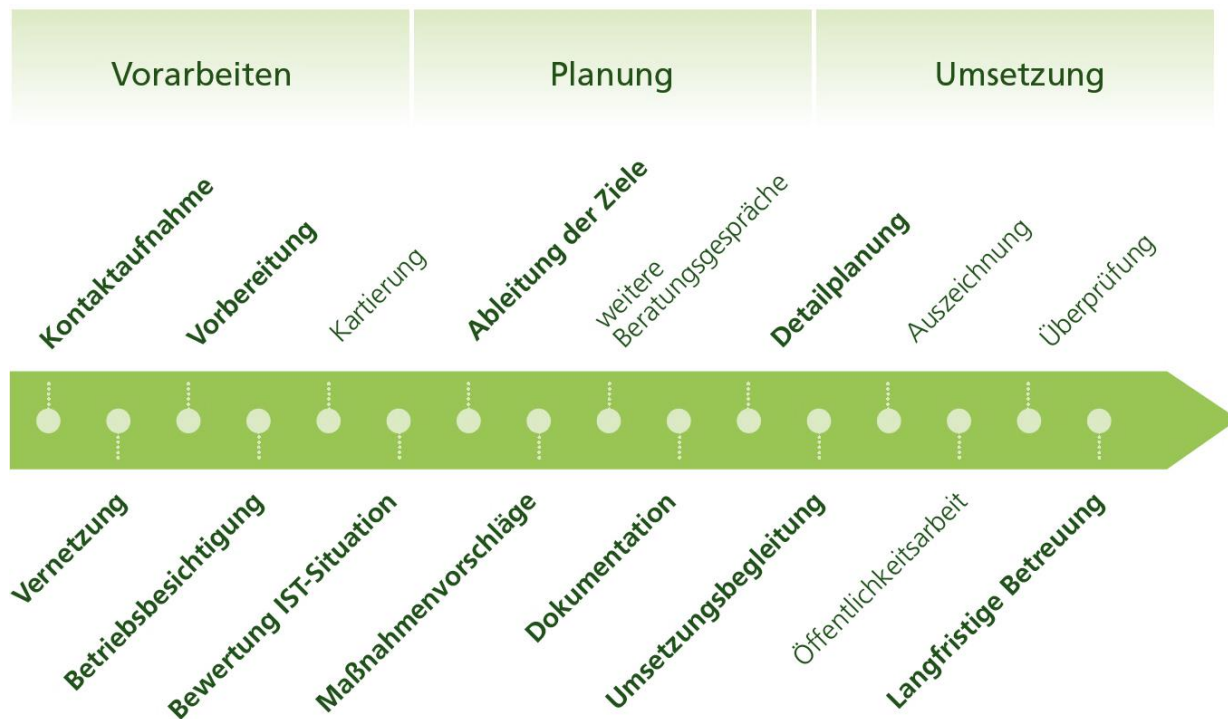 Vorarbeiten
Planung
Umsetzung
Kontaktaufnahme
Vorbereitung
Kartierung
Ableitung der Ziele
weitere
Beratungsgespräche
Detailplanung
Auszeichnung
Überprüfung
Vernetzung
Betriebsbesichtigung
Bewertung IST-Situation
Maßnahmenvorschläge
Dokumentation
Umsetzungsbegleitung
Öffentlichkeitsarbeit
Langfristige Betreuung